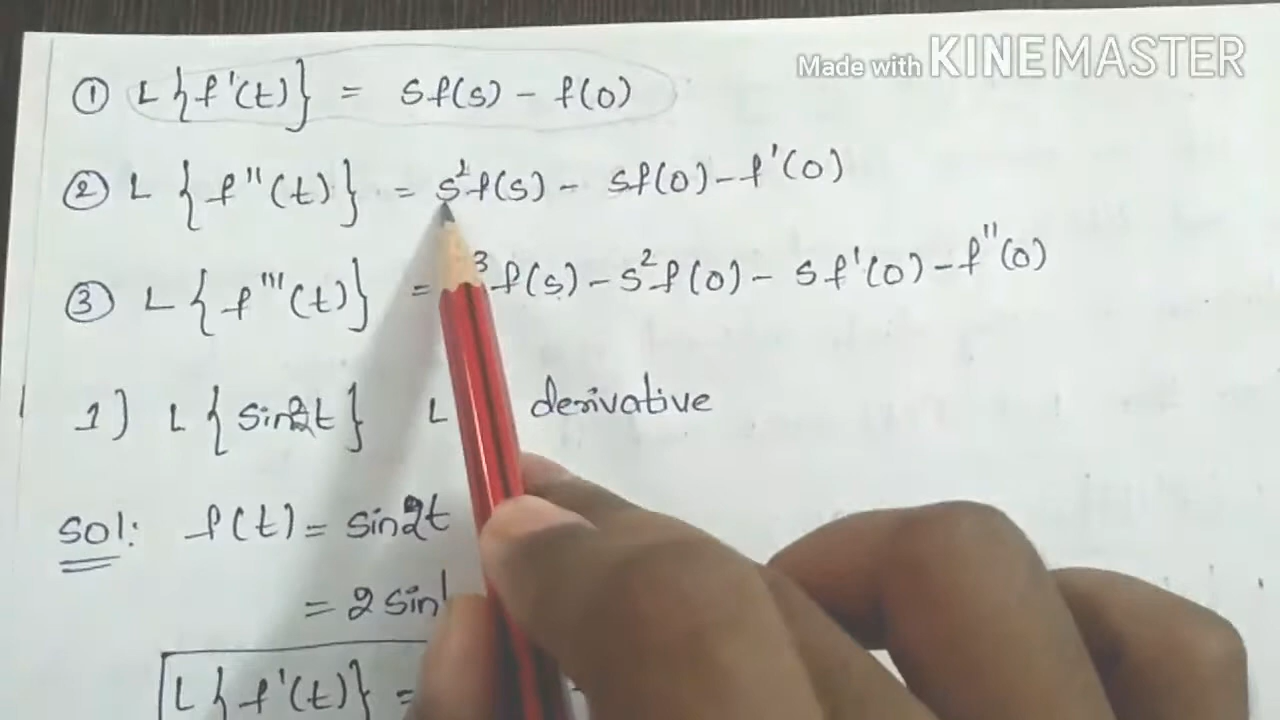 Made with KINEMASTER
① L{f'(t)} = Sf(s) - f(0)
② L{f''(t)} = s²f(s) - sf(0) - f'(0)
③ L{f'''(t)} = ³f(s) - s²f(0) - sf'(0) - f''(0)
1) L{sin2t} L derivative
Sol: f(t) = sin2t
= 2 sin
L{f'(t)} =